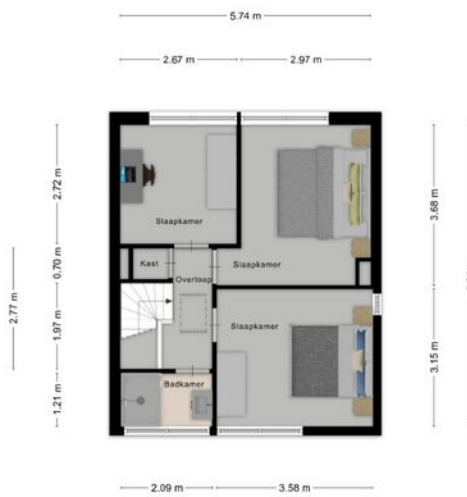 5.74 m
2.67 m
2.97 m
2.72 m
0.70 m
1.97 m
1.21 m
2.77 m
3.68 m
3.15 m
Slaapkamer
Kast
Overloop
Slaapkamer
Slaapkamer
Badkamer
2.09 m
3.58 m